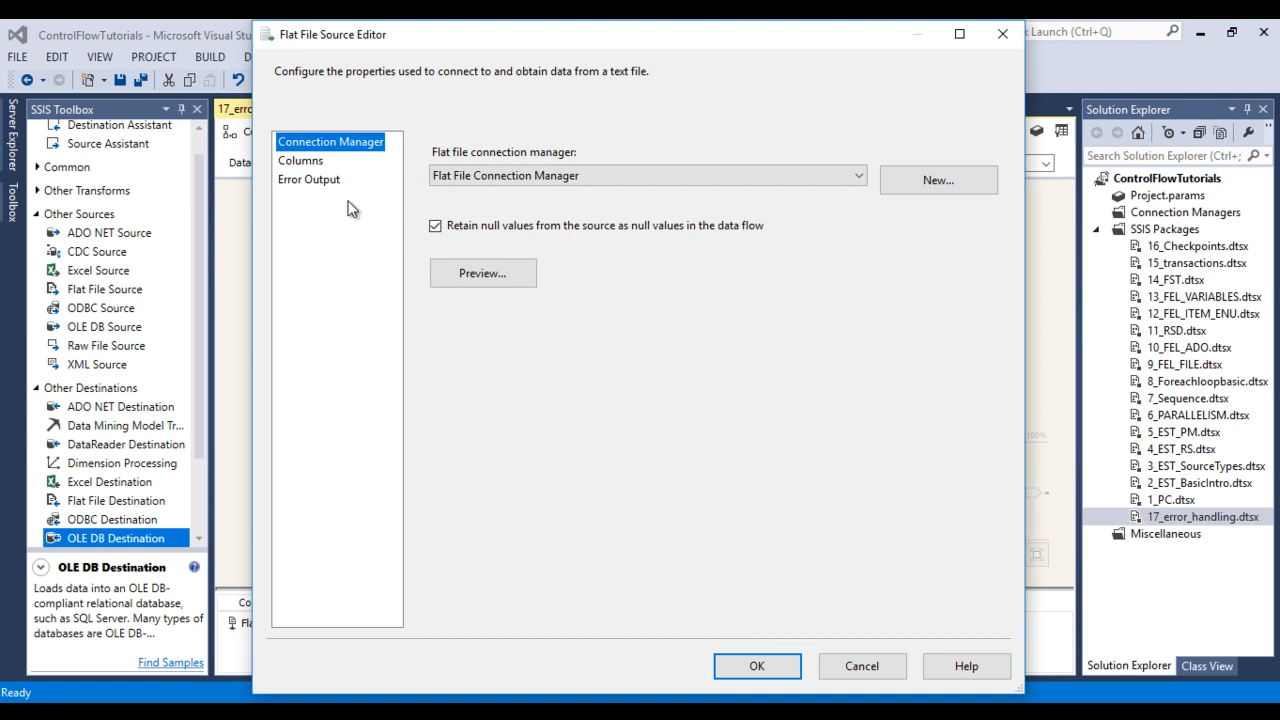 ControlFlowTutorials - Microsoft Visual Stu
Flat File Source Editor
Launch (Ctrl+Q)
FILE EDIT VIEW PROJECT BUILD D
Configure the properties used to connect to and obtain data from a text file.
Server Explorer
Toolbox
SSIS Toolbox
Destination Assistant
Source Assistant
Common
Other Transforms
Other Sources
ADO NET Source
CDC Source
Excel Source
Flat File Source
ODBC Source
OLE DB Source
Raw File Source
XML Source
Other Destinations
ADO NET Destination
Data Mining Model Tr...
DataReader Destination
Dimension Processing
Excel Destination
Flat File Destination
ODBC Destination
OLE DB Destination
OLE DB Destination
Loads data into an OLE DB-
compliant relational database,
such as SQL Server. Many types of
databases are OLE DB-...
Find Samples
Ready
17_erro
Co
Data
Co
Fla
Connection Manager
Columns
Error Output
Flat file connection manager:
Flat File Connection Manager
New...
Retain null values from the source as null values in the data flow
Preview...
OK
Cancel
Help
100%
Solution Explorer
Search Solution Explorer (Ctrl+;
ControlFlowTutorials
Project.params
Connection Managers
SSIS Packages
16_Checkpoints.dtsx
15_transactions.dtsx
14_FST.dtsx
13_FEL_VARIABLES.dtsx
12_FEL_ITEM_ENU.dtsx
11_RSD.dtsx
10_FEL_ADO.dtsx
9_FEL_FILE.dtsx
8_Foreachloopbasic.dtsx
7_Sequence.dtsx
6_PARALLELISM.dtsx
5_EST_PM.dtsx
4_EST_RS.dtsx
3_EST_SourceTypes.dtsx
2_EST_BasicIntro.dtsx
1_PC.dtsx
17_error_handling.dtsx
Miscellaneous
Solution Explorer
Class View